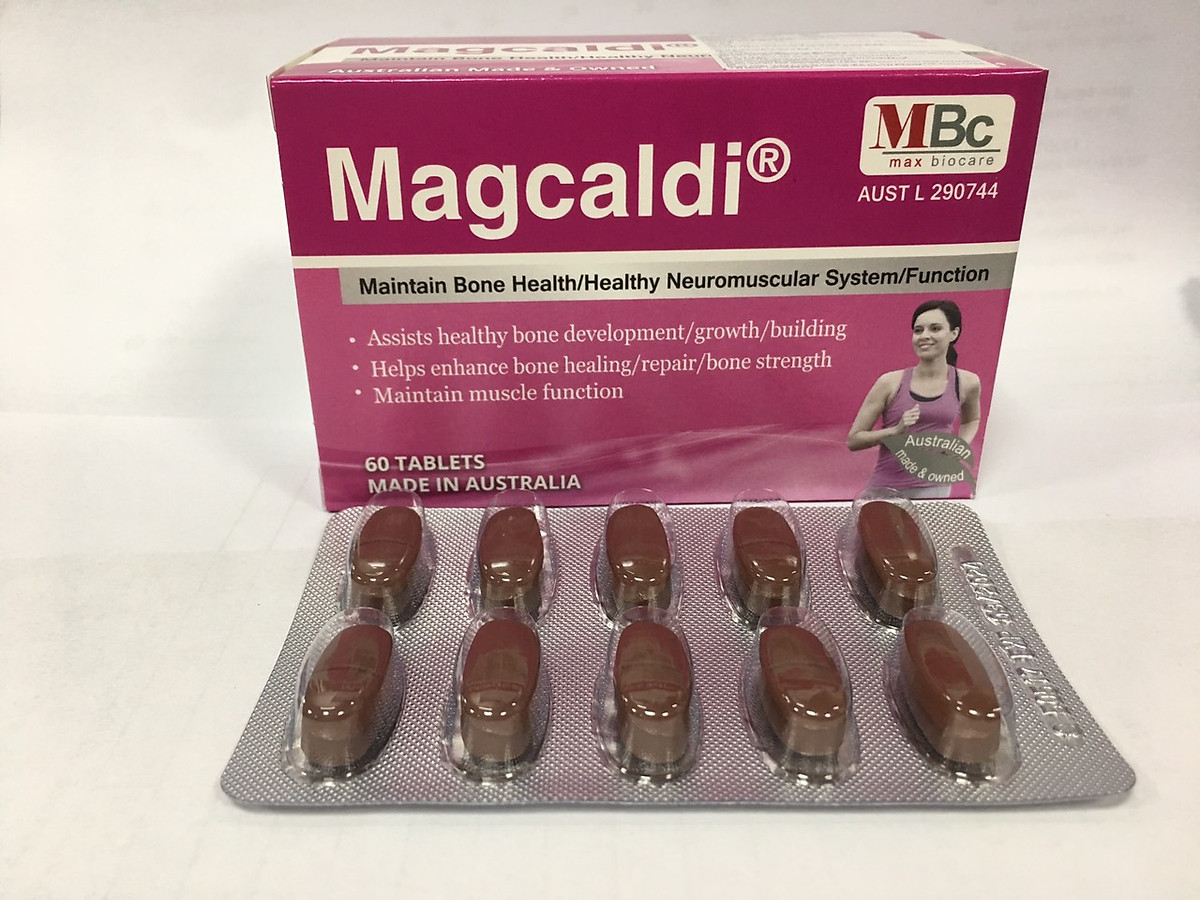 Magcaldi®
Australian Made & Owned
Magcaldi®
MBc
max biocare
AUST L 290744
Maintain Bone Health/Healthy Neuromuscular System/Function
• Assists healthy bone development/growth/building
• Helps enhance bone healing/repair/bone strength
• Maintain muscle function
Australian
made & owned
60 TABLETS
MADE IN AUSTRALIA